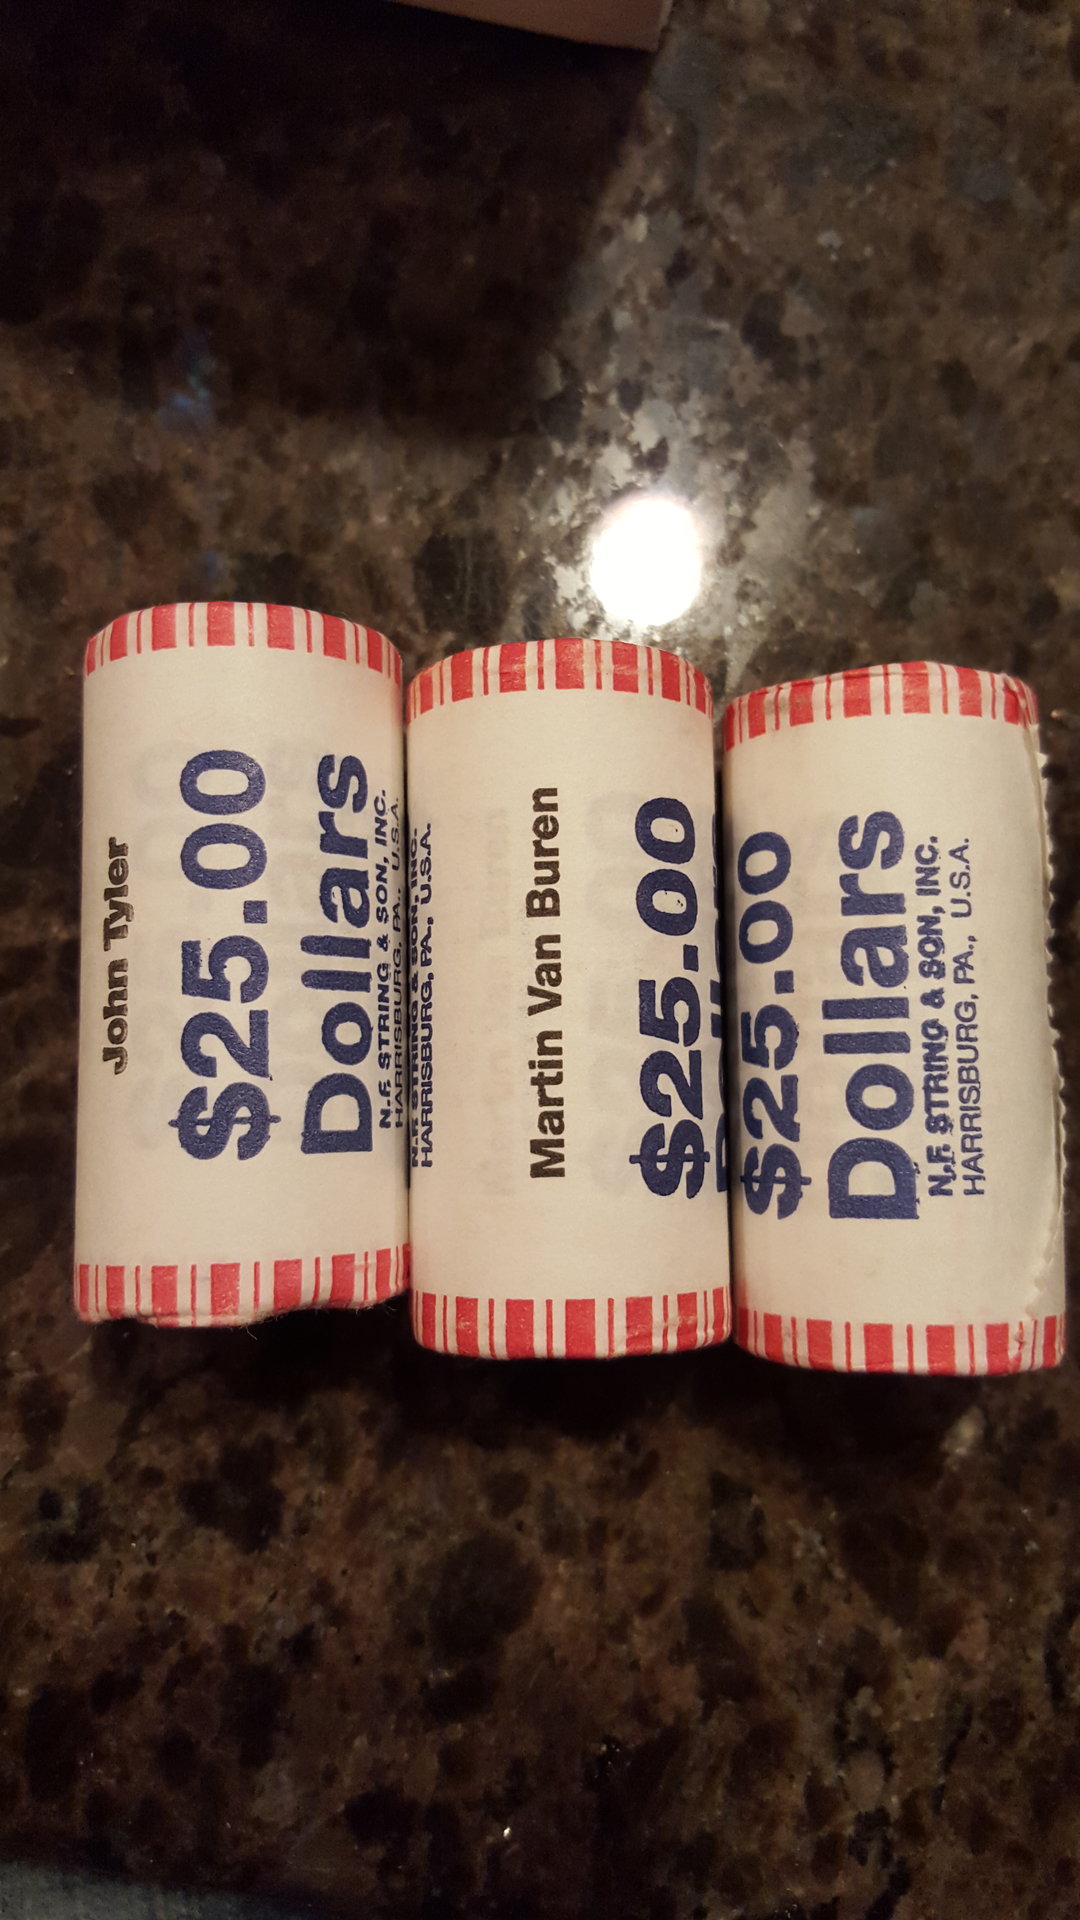 John Tyler
$25.00
Dollars
N.F. STRING & SON, INC.
HARRISBURG, PA., U.S.A.
N.F. STRING & SON, INC.
HARRISBURG, PA., U.S.A.
Martin Van Buren
$25.00
$25.00
Dollars
N.F. STRING & SON, INC.
HARRISBURG, PA., U.S.A.